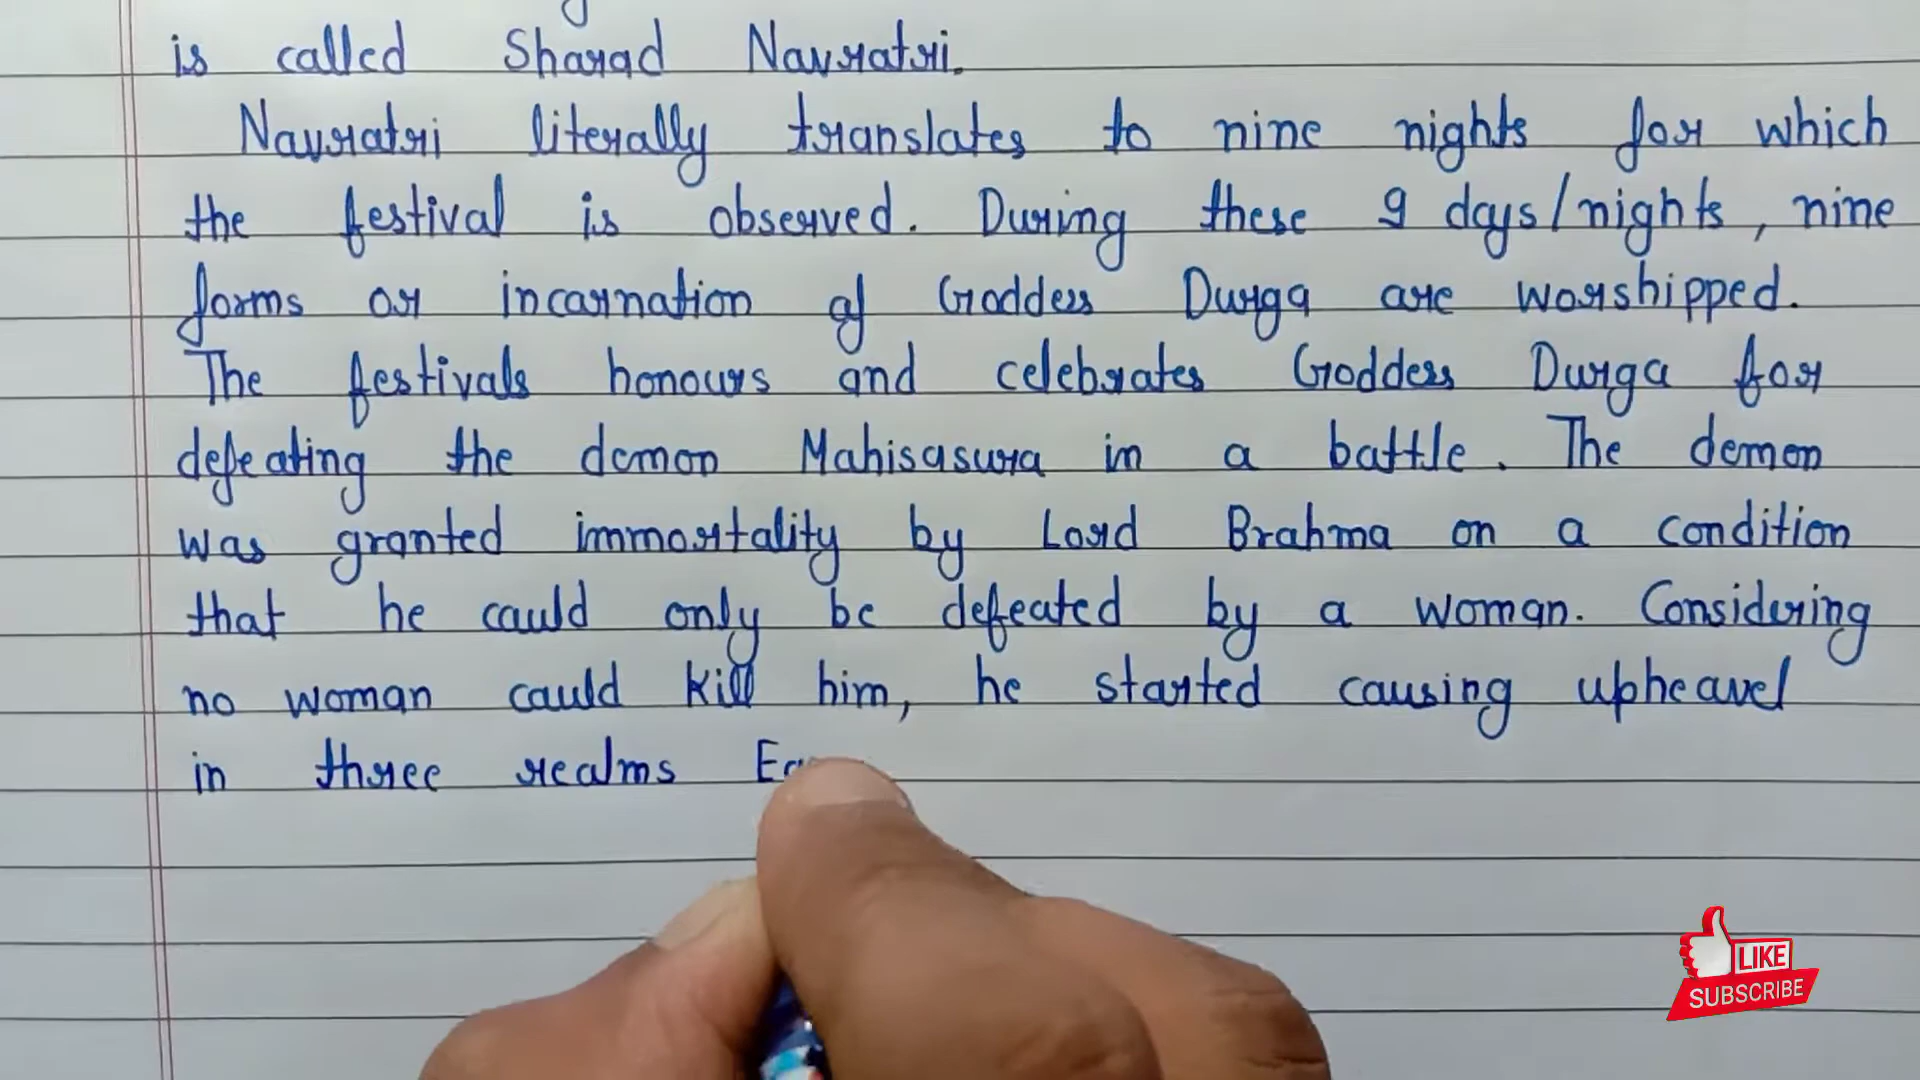 is called Sharad Navratri.
Navratri literally translates to nine nights for which
the festival is observed. During these 9 days/nights, nine
forms or incarnation of Goddess Durga are worshipped.
The festivals honours and celebrates Goddess Durga for
defeating the demon Mahisasura in a battle. The demon
was granted immortality by Lord Brahma on a condition
that he cauld only be defeated by a woman. Considering
no woman cauld kill him, he started causing upheavel
in three realms
LIKE
SUBSCRIBE